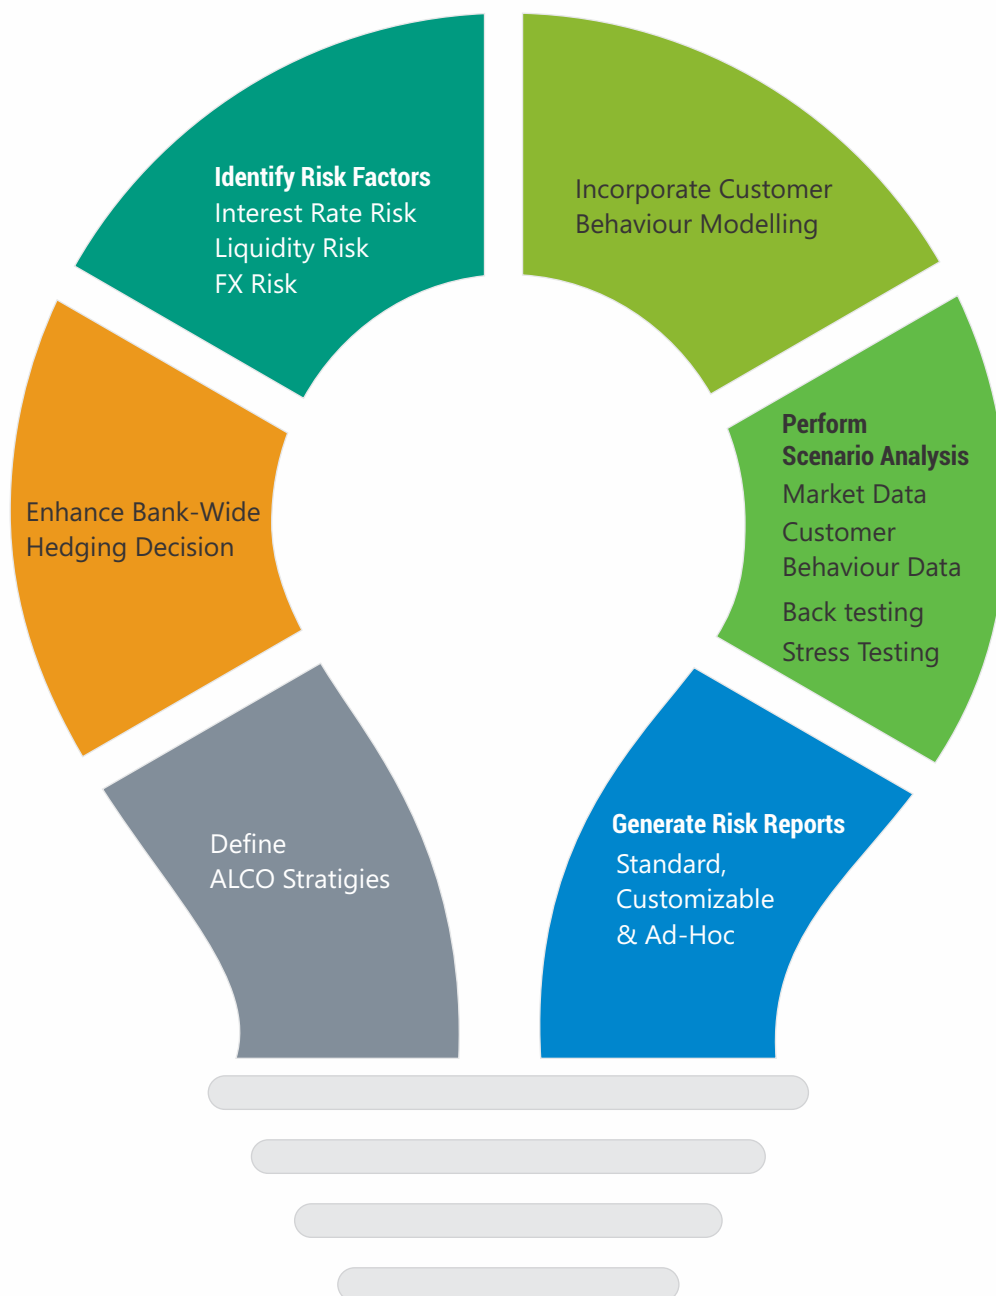 Identify Risk Factors
Interest Rate Risk
Liquidity Risk
FX Risk
Incorporate Customer
Behaviour Modelling
Perform
Scenario Analysis
Market Data
Customer
Behaviour Data
Back testing
Stress Testing
Enhance Bank-Wide
Hedging Decision
Define
ALCO Stratigies
Generate Risk Reports
Standard,
Customizable
& Ad-Hoc